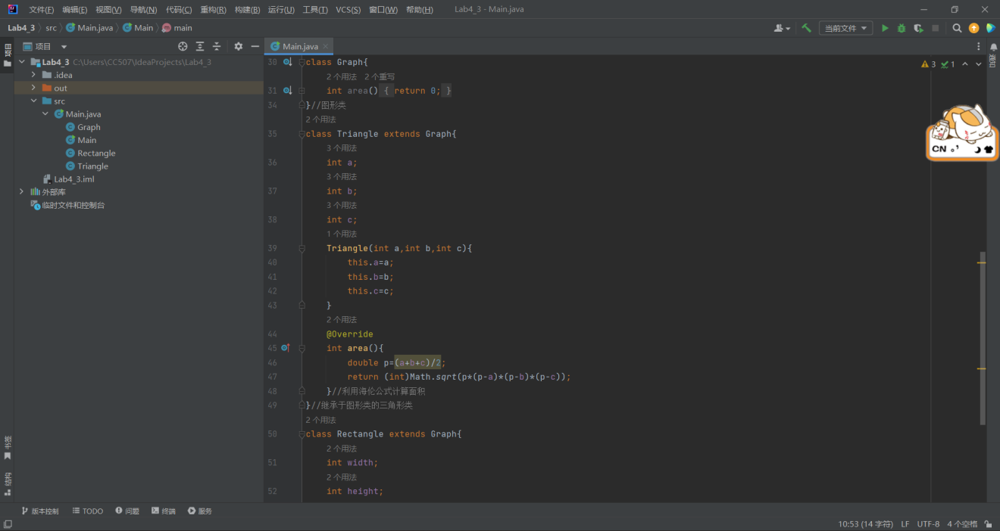 文件(F) 编辑(E) 视图(V) 导航(N) 代码(C) 重构(R) 构建(B) 运行(U) 工具(T) VCS(S) 窗口(W) 帮助(H) Lab4_3 - Main.java
Lab4_3 src Main.java Main main
当前文件
项目
项目
Main.java
Lab4_3 C:\Users\CC507\IdeaProjects\Lab4_3
.idea
out
src
Main.java
Graph
Main
Rectangle
Triangle
Lab4_3.iml
外部库
临时文件和控制台
30 class Graph{
2 个用法 2 个重写
31 int area() { return 0; }
34 }//图形类
2 个用法
35 class Triangle extends Graph{
3 个用法
36 int a;
3 个用法
37 int b;
3 个用法
38 int c;
1 个用法
39 Triangle(int a,int b,int c){
40 this.a=a;
41 this.b=b;
42 this.c=c;
43 }
2 个用法
44 @Override
45 int area(){
46 double p=(a+b+c)/2;
47 return (int)Math.sqrt(p*(p-a)*(p-b)*(p-c));
48 }//利用海伦公式计算面积
49 }//继承于图形类的三角形类
2 个用法
50 class Rectangle extends Graph{
2 个用法
51 int width;
2 个用法
52 int height;
3 1
通知
CN 。’
书签
结构
版本控制 TODO 问题 终端 服务
10:53 (14 字符) LF UTF-8 4 个空格